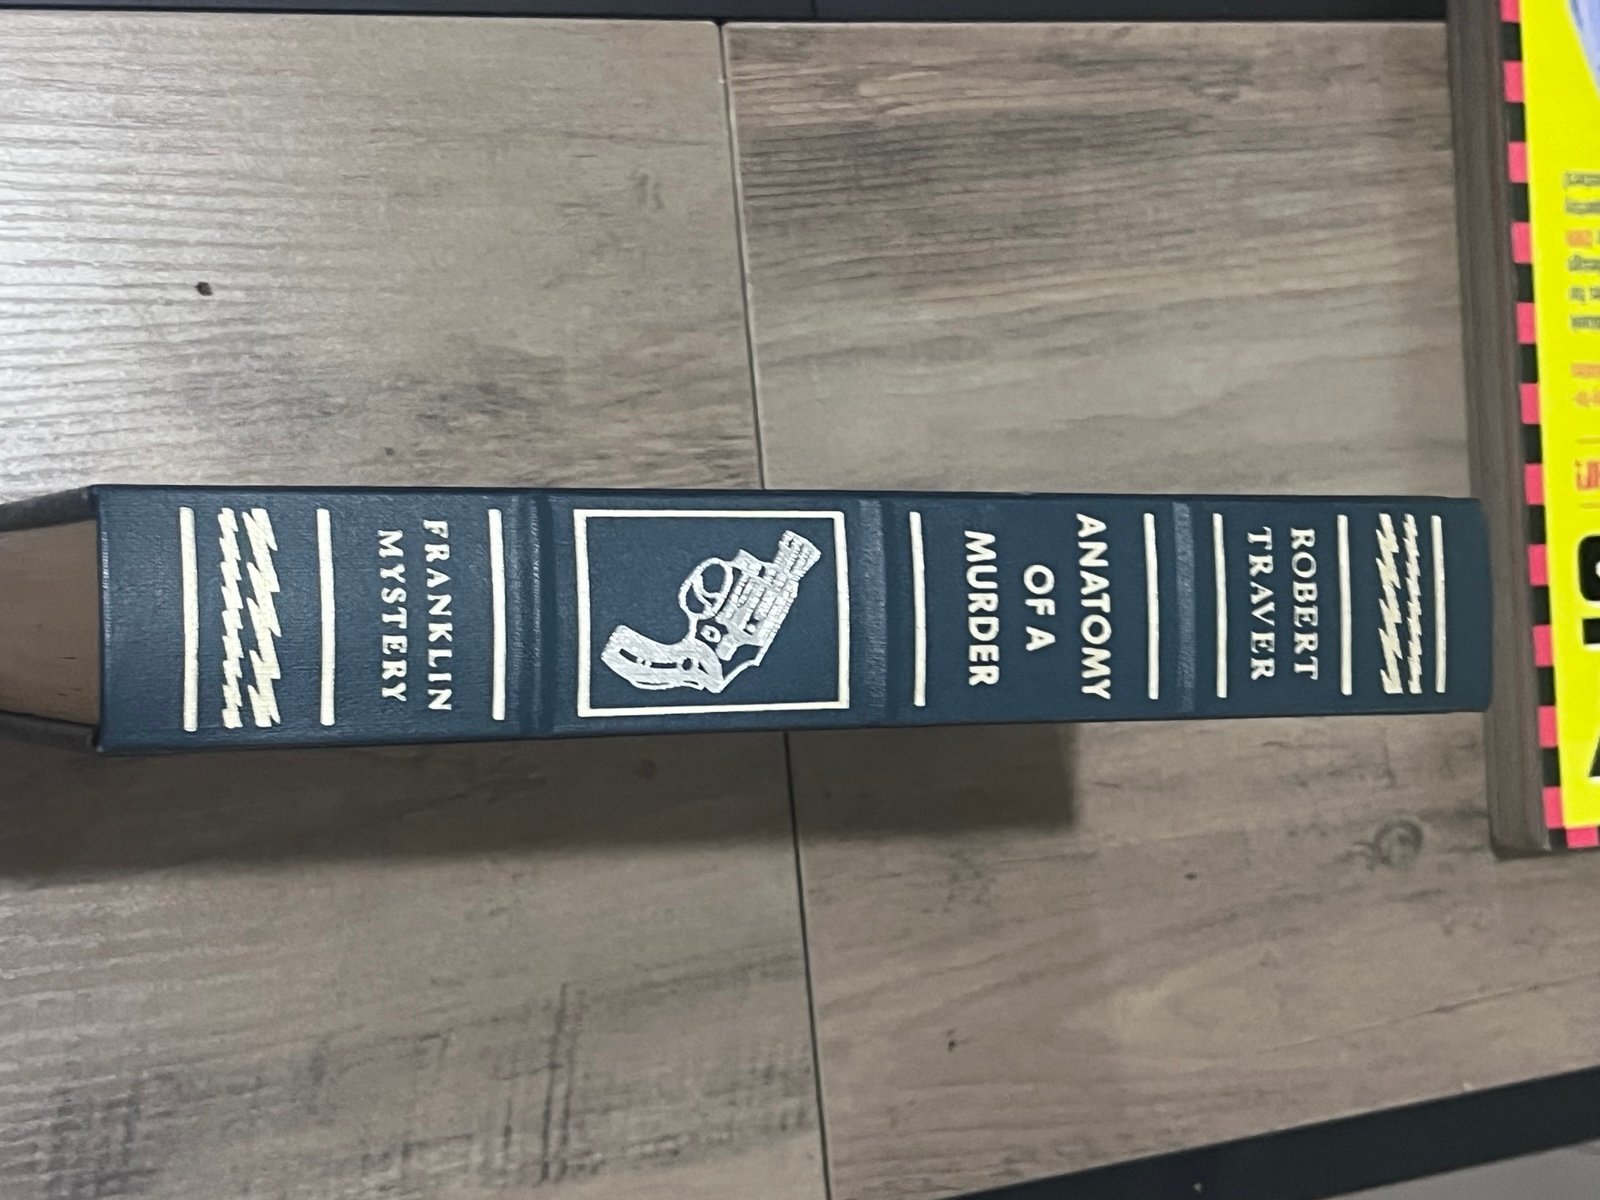 ROBERT
TRAVER
ANATOMY
OF A
MURDER
FRANKLIN
MYSTERY